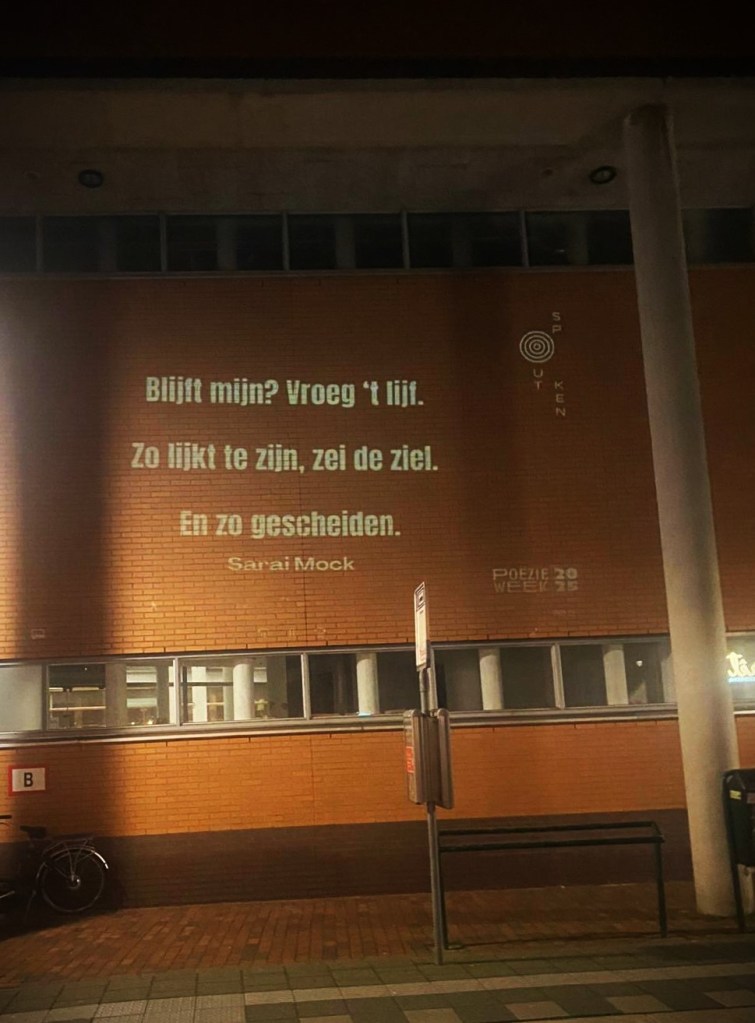 Blijft mijn? Vroeg ‘t lijf.
Zo lijkt te zijn, zei de ziel.
En zo gescheiden.
Sarai Mock
SP
UT
KEN
POEZIE
WEEK
20
25
B